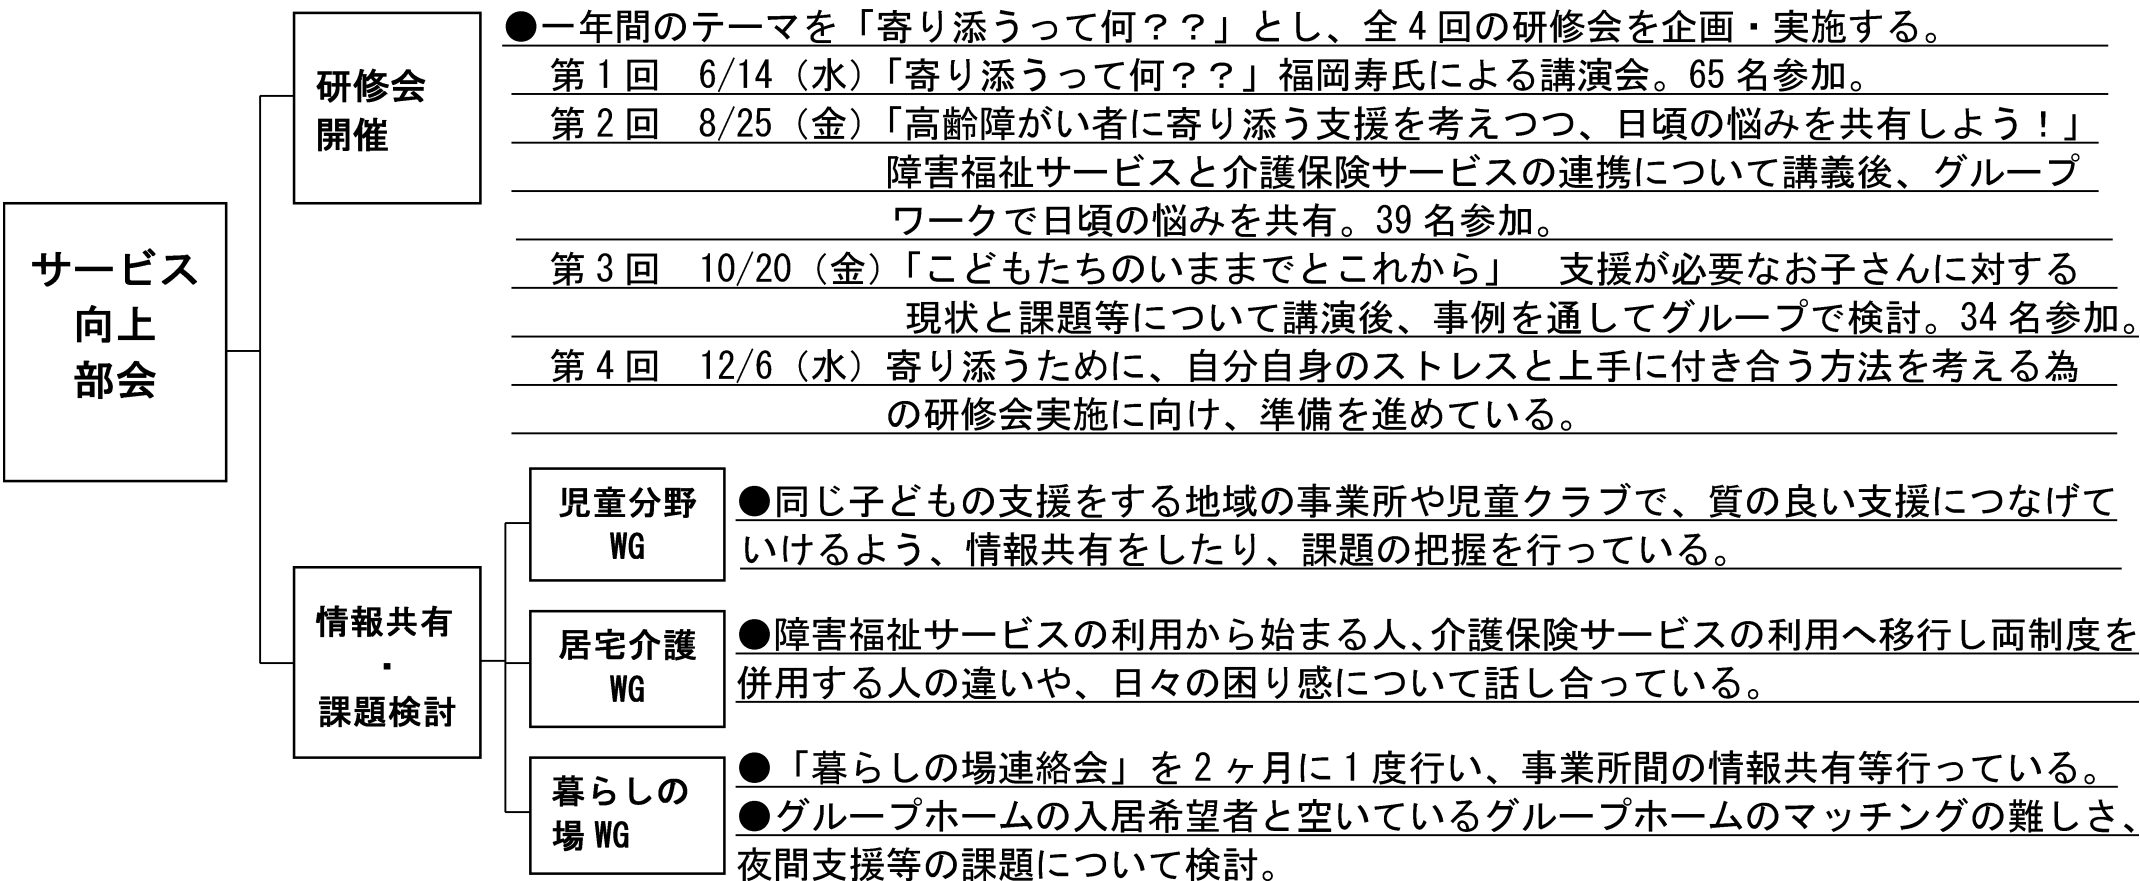 サービス
向上
部会
研修会
開催
●一年間のテーマを「寄り添うって何？？」とし、全４回の研修会を企画・実施する。
第１回　6/14（水）「寄り添うって何？？」福岡寿氏による講演会。65 名参加。
第２回　8/25（金）「高齢障がい者に寄り添う支援を考えつつ、日頃の悩みを共有しよう！」
障害福祉サービスと介護保険サービスの連携について講義後、グループ
ワークで日頃の悩みを共有。39 名参加。
第３回　10/20（金）「こどもたちのいままでとこれから」　支援が必要なお子さんに対する
現状と課題等について講演後、事例を通してグループで検討。34 名参加。
第４回　12/6（水）寄り添うために、自分自身のストレスと上手に付き合う方法を考える為
の研修会実施に向け、準備を進めている。
情報共有
・
課題検討
児童分野
WG
●同じ子どもの支援をする地域の事業所や児童クラブで、質の良い支援につなげて
いけるよう、情報共有をしたり、課題の把握を行っている。
居宅介護
WG
●障害福祉サービスの利用から始まる人、介護保険サービスの利用へ移行し両制度を
併用する人の違いや、日々の困り感について話し合っている。
暮らしの
場 WG
●「暮らしの場連絡会」を２ヶ月に１度行い、事業所間の情報共有等行っている。
●グループホームの入居希望者と空いているグループホームのマッチングの難しさ、
夜間支援等の課題について検討。